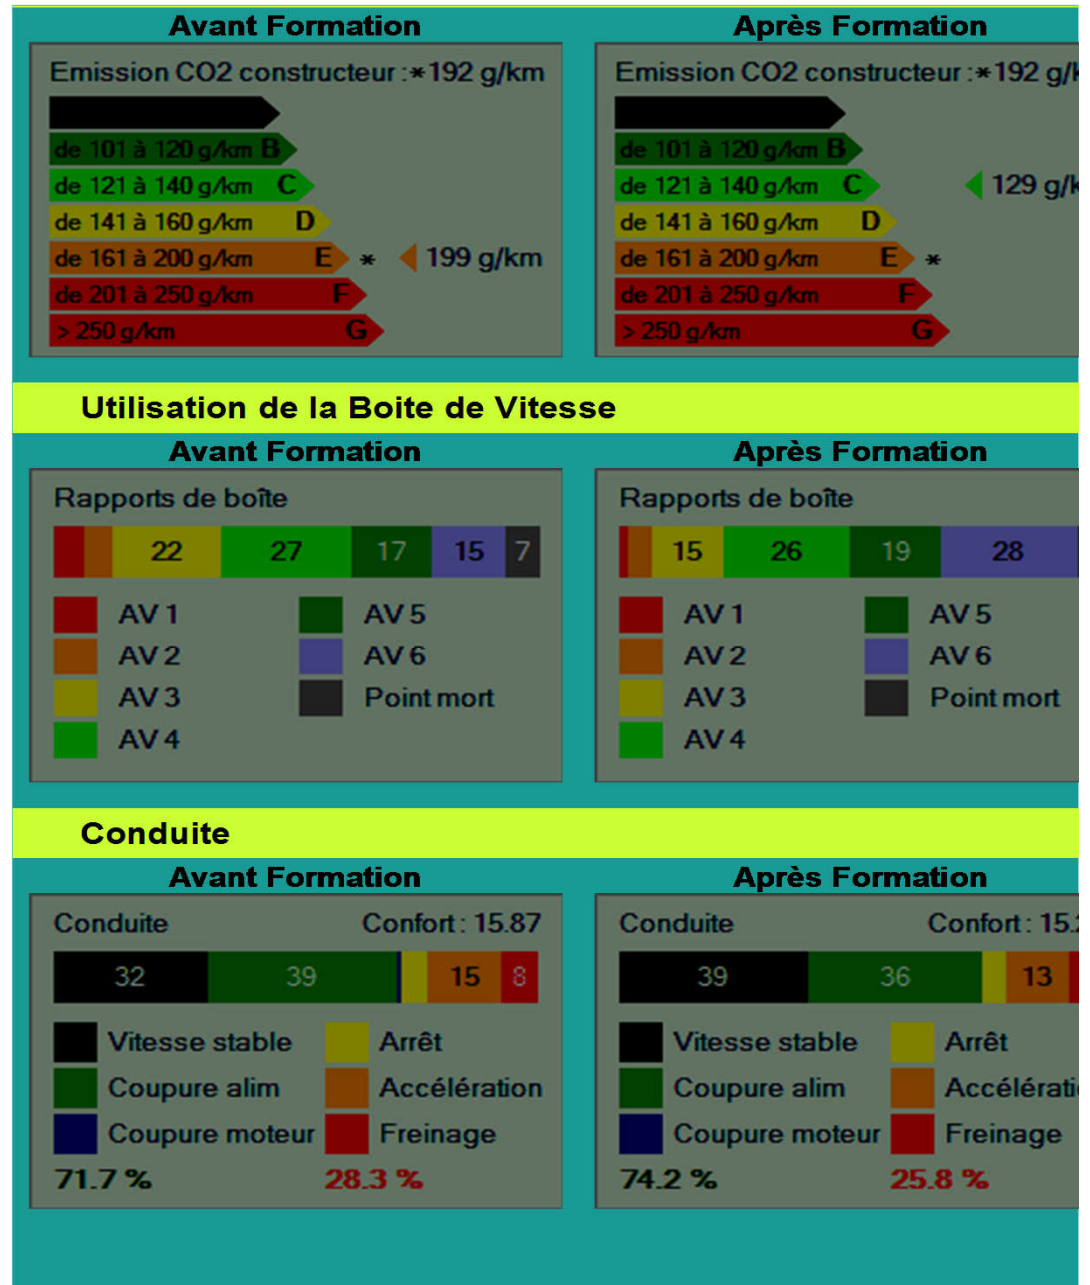 Avant Formation
Après Formation
Emission CO2 constructeur :*192 g/km
de 101 à 120 g/km B
de 121 à 140 g/km C
de 141 à 160 g/km D
de 161 à 200 g/km E * 199 g/km
de 201 à 250 g/km F
> 250 g/km G
Emission CO2 constructeur :*192 g/k
de 101 à 120 g/km B
de 121 à 140 g/km C 129 g/k
de 141 à 160 g/km D
de 161 à 200 g/km E *
de 201 à 250 g/km F
> 250 g/km G
Utilisation de la Boite de Vitesse
Avant Formation
Après Formation
Rapports de boîte
22 27 17 15 7
AV 1 AV 5
AV 2 AV 6
AV 3 Point mort
AV 4
Rapports de boîte
15 26 19 28
AV 1 AV 5
AV 2 AV 6
AV 3 Point mort
AV 4
Conduite
Avant Formation
Après Formation
Conduite Confort : 15.87
32 39 15 8
Vitesse stable Arrêt
Coupure alim Accélération
Coupure moteur Freinage
71.7 % 28.3 %
Conduite Confort : 15.2
39 36 13
Vitesse stable Arrêt
Coupure alim Accélérati
Coupure moteur Freinage
74.2 % 25.8 %